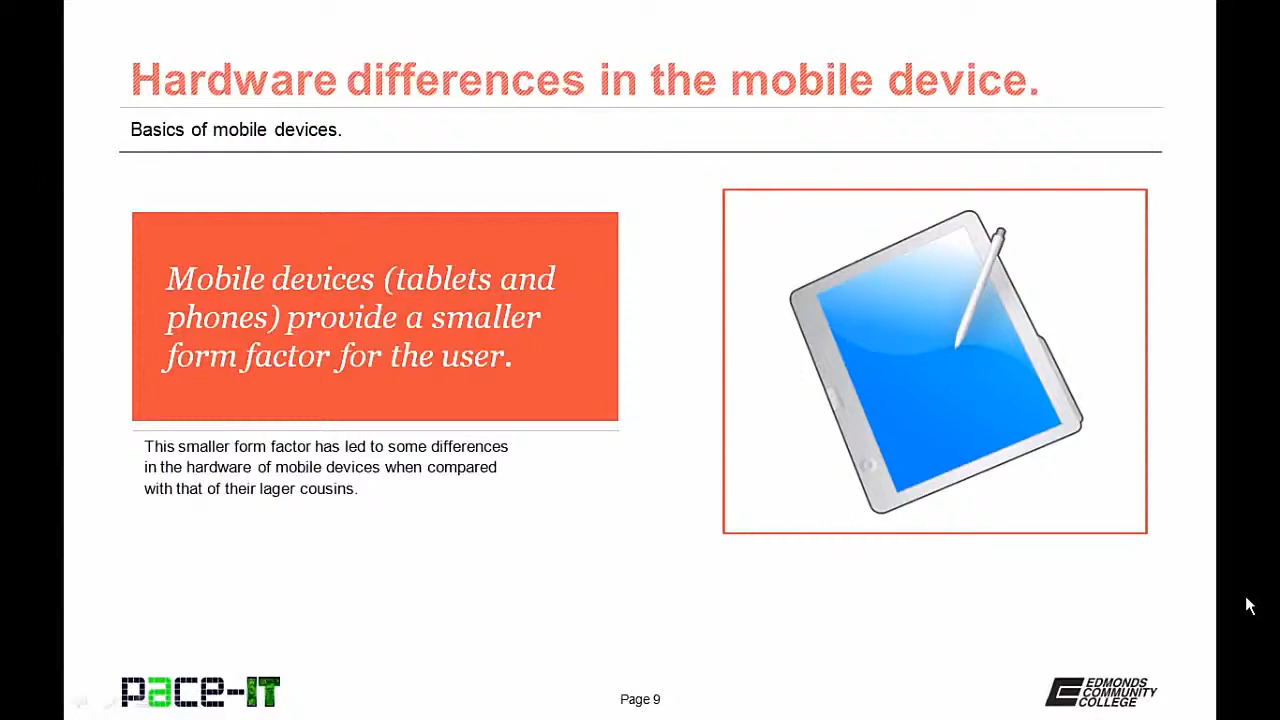 Hardware differences in the mobile device.
Basics of mobile devices.
Mobile devices (tablets and
phones) provide a smaller
form factor for the user.
This smaller form factor has led to some differences
in the hardware of mobile devices when compared
with that of their lager cousins.
pace-IT
Page 9
EDMONDS
COMMUNITY
COLLEGE